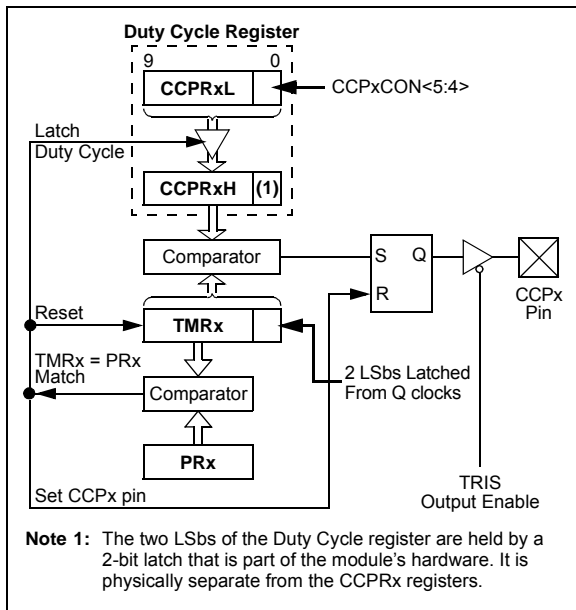 Duty Cycle Register
9 0
CCPRxL
CCPxCON<5:4>
Latch
Duty Cycle
CCPRxH (1)
Comparator
S Q
R
CCPx
Pin
Reset
TMRx
TMRx = PRx
Match
2 LSbs Latched
From Q clocks
Comparator
PRx
Set CCPx pin
TRIS
Output Enable
Note 1: The two LSbs of the Duty Cycle register are held by a
2-bit latch that is part of the module's hardware. It is
physically separate from the CCPRx registers.